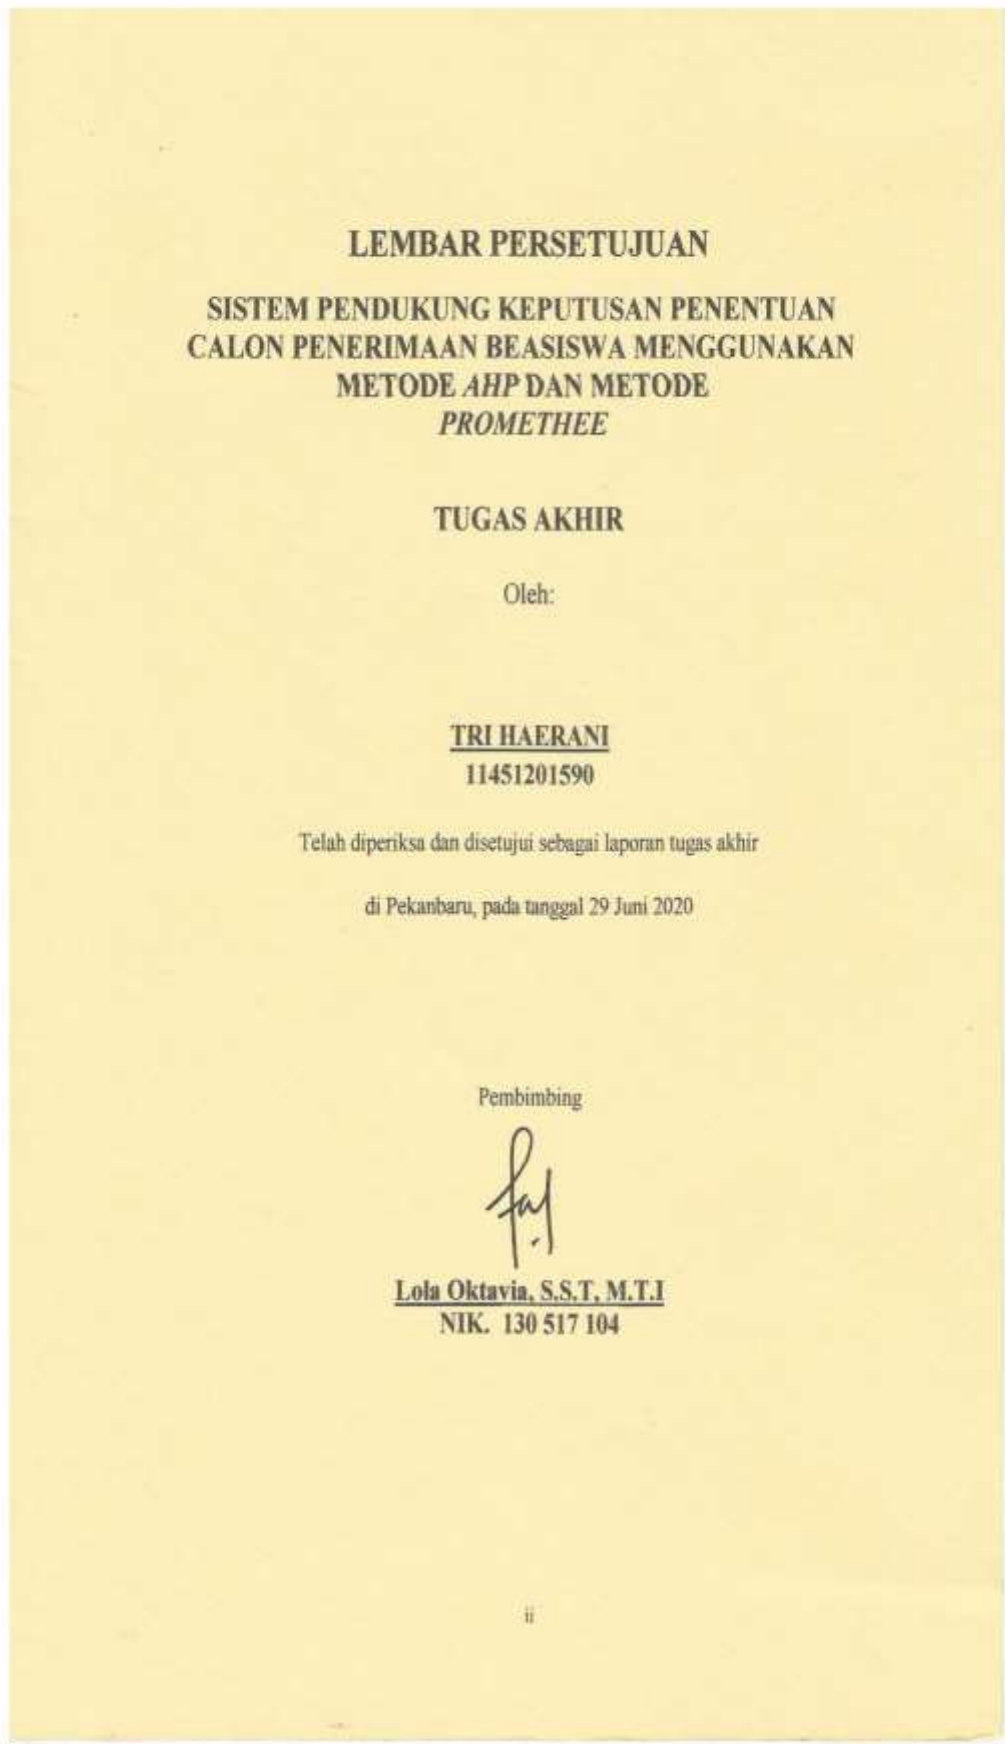 LEMBAR PERSETUJUAN
SISTEM PENDUKUNG KEPUTUSAN PENENTUAN
CALON PENERIMAAN BEASISWA MENGGUNAKAN
METODE AHP DAN METODE
PROMETHEE
TUGAS AKHIR
Oleh:
TRI HAERANI
11451201590
Telah diperiksa dan disetujui sebagai laporan tugas akhir
di Pekanbaru, pada tanggal 29 Juni 2020
Pembimbing
Lola Oktavia, S.S.T, M.T.I
NIK. 130 517 104
ii